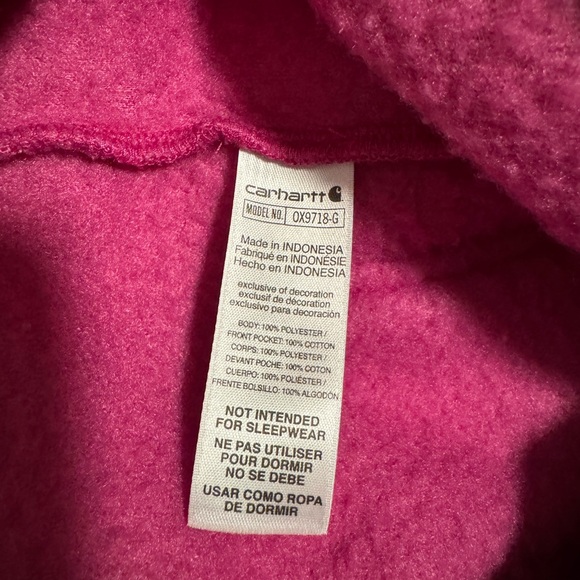 carhartt
MODEL NO. OX9718-G
Made in INDONESIA
Fabriqué en INDONÉSIE
Hecho en INDONESIA
exclusive of decoration
exclusif de décoration
exclusivo para decoración
BODY: 100% POLYESTER /
FRONT POCKET: 100% COTTON
CORPS: 100% POLYESTER /
DEVANT POCHE: 100% COTON
CUERPO: 100% POLIÉSTER /
FRENTE BOLSILLO: 100% ALGODÓN
NOT INTENDED
FOR SLEEPWEAR
NE PAS UTILISER
POUR DORMIR
NO SE DEBE
USAR COMO ROPA
DE DORMIR